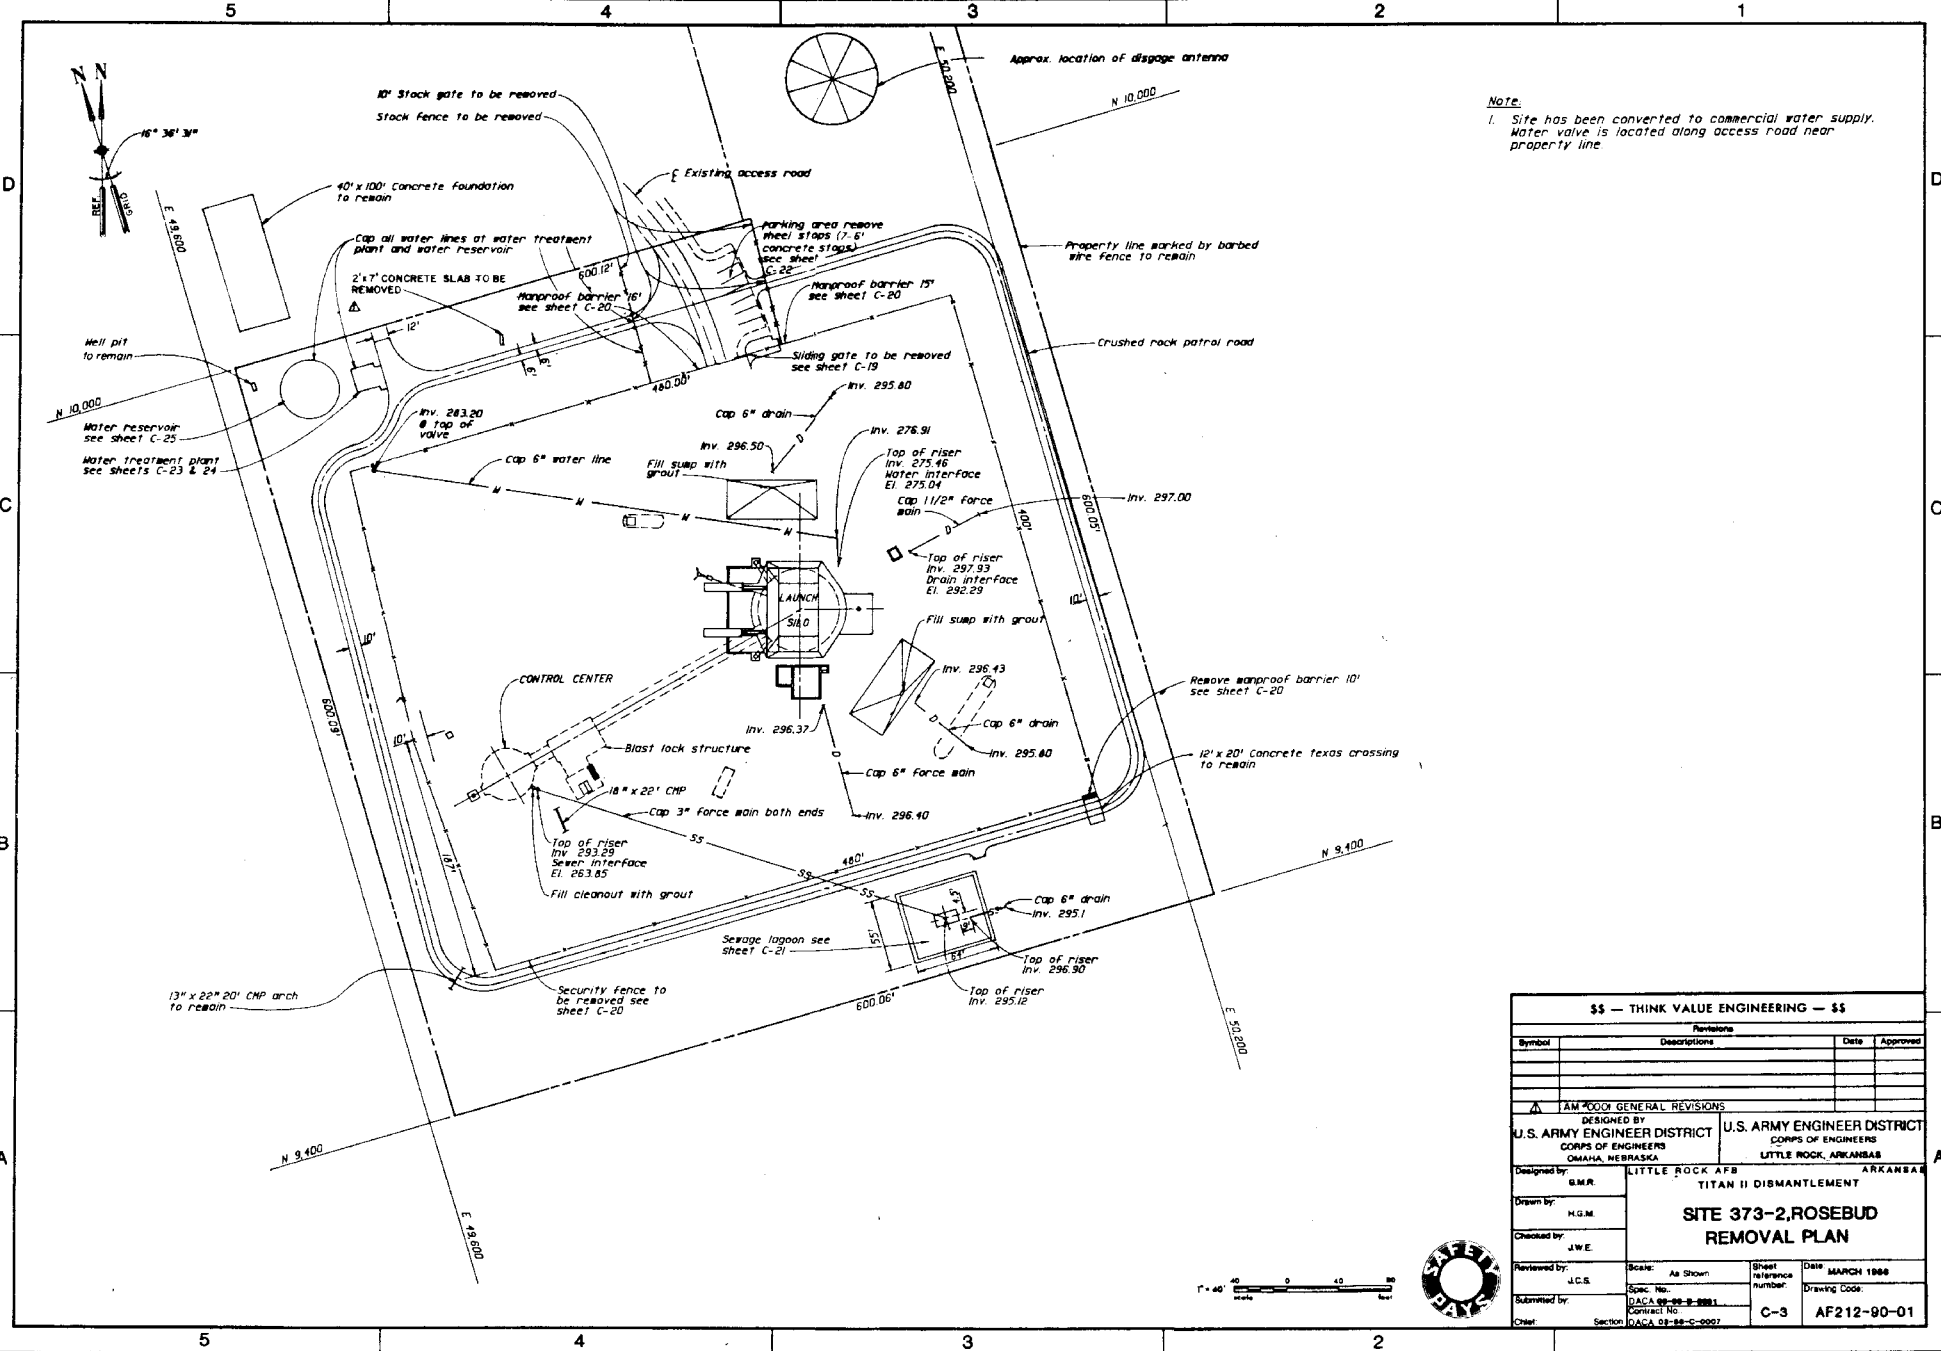 5 4 3 2 1
N N
16° 36' 31"
REF.
GRID
10' Stock gate to be removed
Stock fence to be removed
E 50,200
Approx. location of disgage antenna
N 10,000
Note:
1. Site has been converted to commercial water supply.
Water valve is located along access road near
property line
D
D
40' x 100' Concrete foundation
to remain
℄ Existing access road
E 49,600
Cap all water lines at water treatment
plant and water reservoir
600.12'
Parking area remove
wheel stops (7-6'
concrete stops)
see sheet
C-22
Property line marked by barbed
wire fence to remain
2'x7' CONCRETE SLAB TO BE
REMOVED
Manproof barrier 16'
see sheet C-20
Manproof barrier 15'
see sheet C-20
12'
Well pit
to remain
6'
6'
Sliding gate to be removed
see sheet C-19
Crushed rock patrol road
480.00'
Inv. 295.80
N 10,000
Inv. 283.20
@ top of
valve
Cap 6" drain
Water reservoir
see sheet C-25
Inv. 276.91
Inv. 296.50
D
Water treatment plant
see sheets C-23 & 24
Cap 6" water line
Fill sump with
grout
Top of riser
Inv. 275.46
Water interface
El. 275.04
C
C
W W W W
Cap 1 1/2" force
main
Inv. 297.00
400'
600.05'
D
Top of riser
Inv. 297.93
Drain interface
El. 292.29
LAUNCH
SILO
10'
Fill sump with grout
10'
CONTROL CENTER
Inv. 296.43
Remove manproof barrier 10'
see sheet C-20
600.09'
10'
Inv. 296.37
D
Cap 6" drain
Blast lock structure
Inv. 295.80
12' x 20' Concrete texas crossing
to remain
D
Cap 6" force main
18" x 22' CMP
Cap 3" force main both ends
Inv. 296.40
B
B
Top of riser
Inv 293.29
Sewer interface
El. 263.85
SS
SS
SS
480'
N 9,400
187'
Fill cleanout with grout
Cap 6" drain
Inv. 295.1
55'
Sewage lagoon see
sheet C-21
64'
Top of riser
Inv. 296.90
13" x 22" 20' CMP arch
to remain
Security fence to
be removed see
sheet C-20
Top of riser
Inv. 295.12
600.06'
E 50,200
N 9,400
E 49,600
A
A
$$ — THINK VALUE ENGINEERING — $$
Revisions
Symbol Descriptions Date Approved
AM #0001 GENERAL REVISIONS
DESIGNED BY
U.S. ARMY ENGINEER DISTRICT
CORPS OF ENGINEERS
OMAHA, NEBRASKA
U.S. ARMY ENGINEER DISTRICT
CORPS OF ENGINEERS
LITTLE ROCK, ARKANSAS
Designed by: G.M.R.
Drawn by: H.G.M.
Checked by: J.W.E.
Reviewed by: J.C.S.
Submitted by:
Chief: Section
LITTLE ROCK AFB ARKANSAS
TITAN II DISMANTLEMENT
SITE 373-2, ROSEBUD
REMOVAL PLAN
Scale: As Shown
Spec. No.:
DACA
Contract No.
Sheet reference number: C-3
Date: MARCH
Drawing Code:
AF212-90-01
SAFETY PAYS
1" = 40'
40 0 40 80
scale feet
5 4 3 2